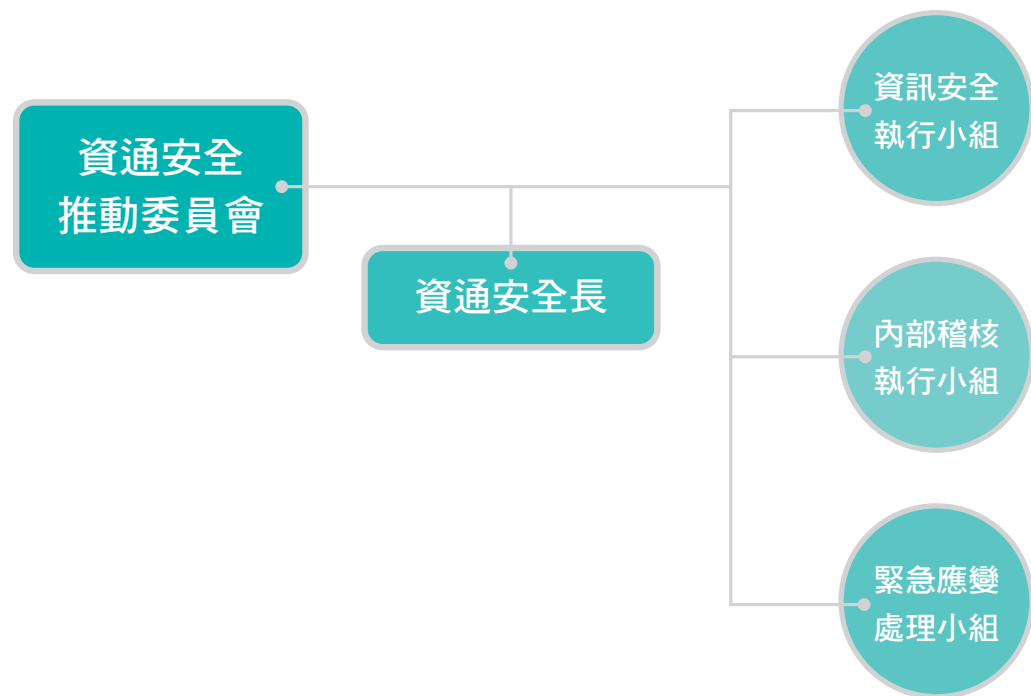 資通安全
推動委員會
資通安全長
資訊安全
執行小組
內部稽核
執行小組
緊急應變
處理小組